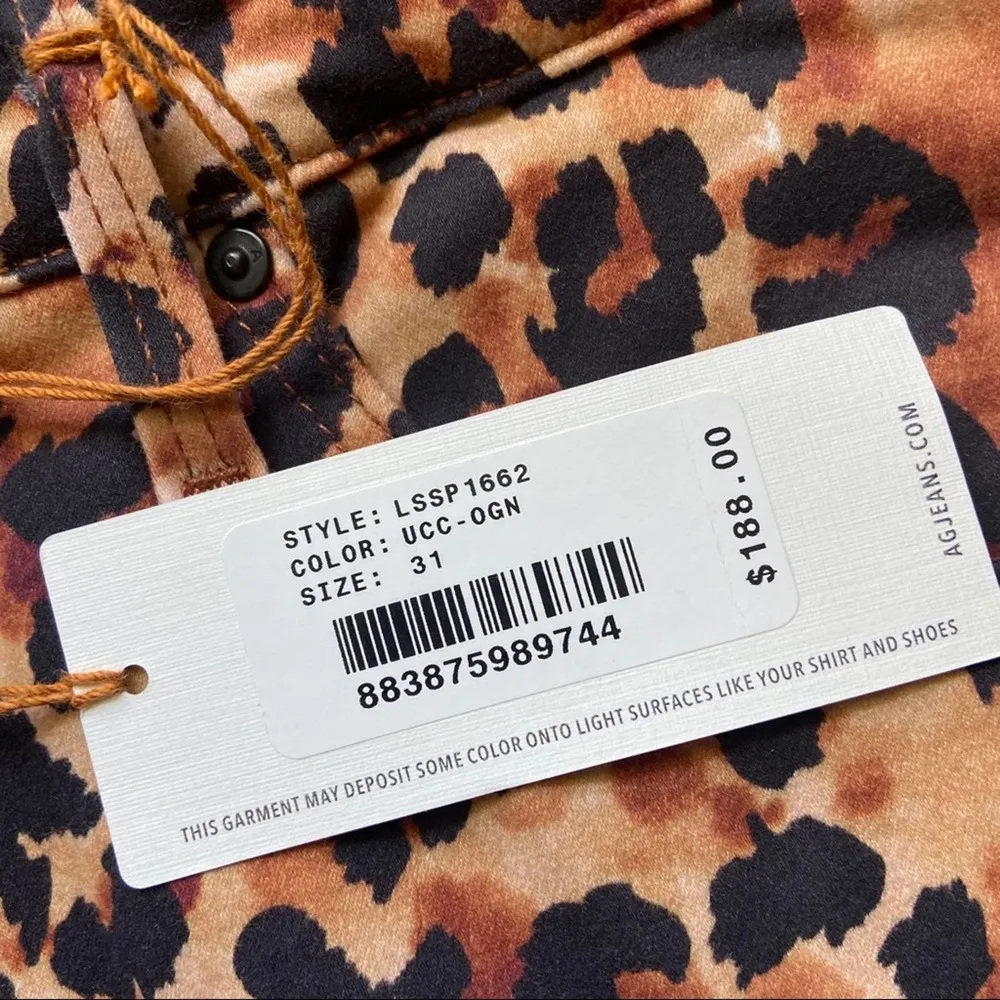 STYLE: LSSP1662
COLOR: UCC-OGN
SIZE: 31
883875989744
$188.00
AGJEANS.COM
THIS GARMENT MAY DEPOSIT SOME COLOR ONTO LIGHT SURFACES LIKE YOUR SHIRT AND SHOES